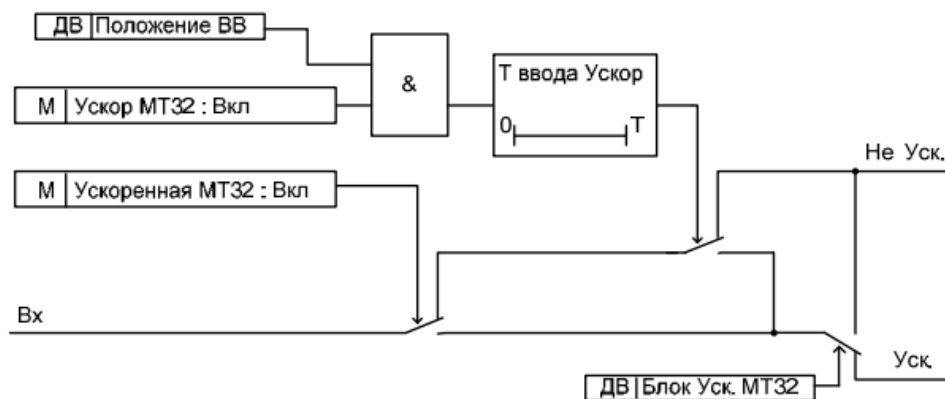 ДВ Положение ВВ
М Ускор МТ32 : Вкл
&
Т ввода Ускор
0 Т
М Ускоренная МТ32 : Вкл
Не Уск.
Вх
Уск.
ДВ Блок Уск. МТ32